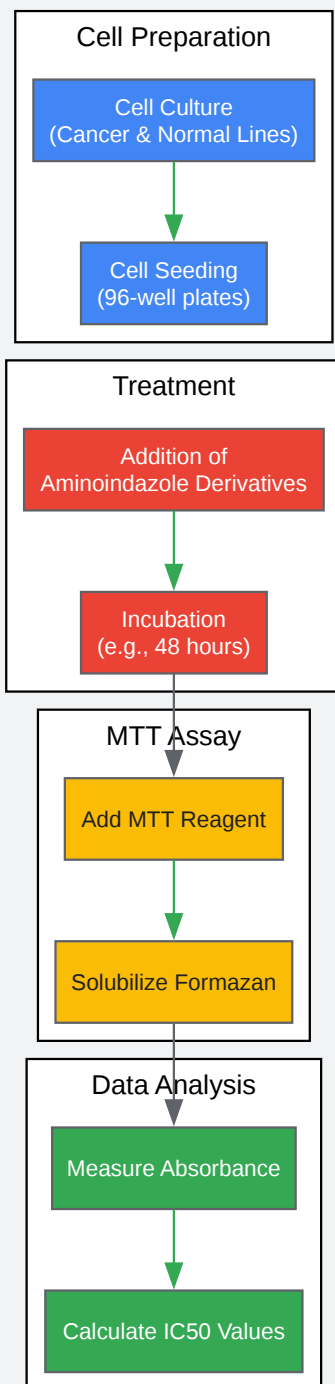 Cell Preparation
Cell Culture
(Cancer & Normal Lines)
Cell Seeding
(96-well plates)
Treatment
Addition of
Aminoindazole Derivatives
Incubation
(e.g., 48 hours)
MTT Assay
Add MTT Reagent
Solubilize Formazan
Data Analysis
Measure Absorbance
Calculate IC50 Values